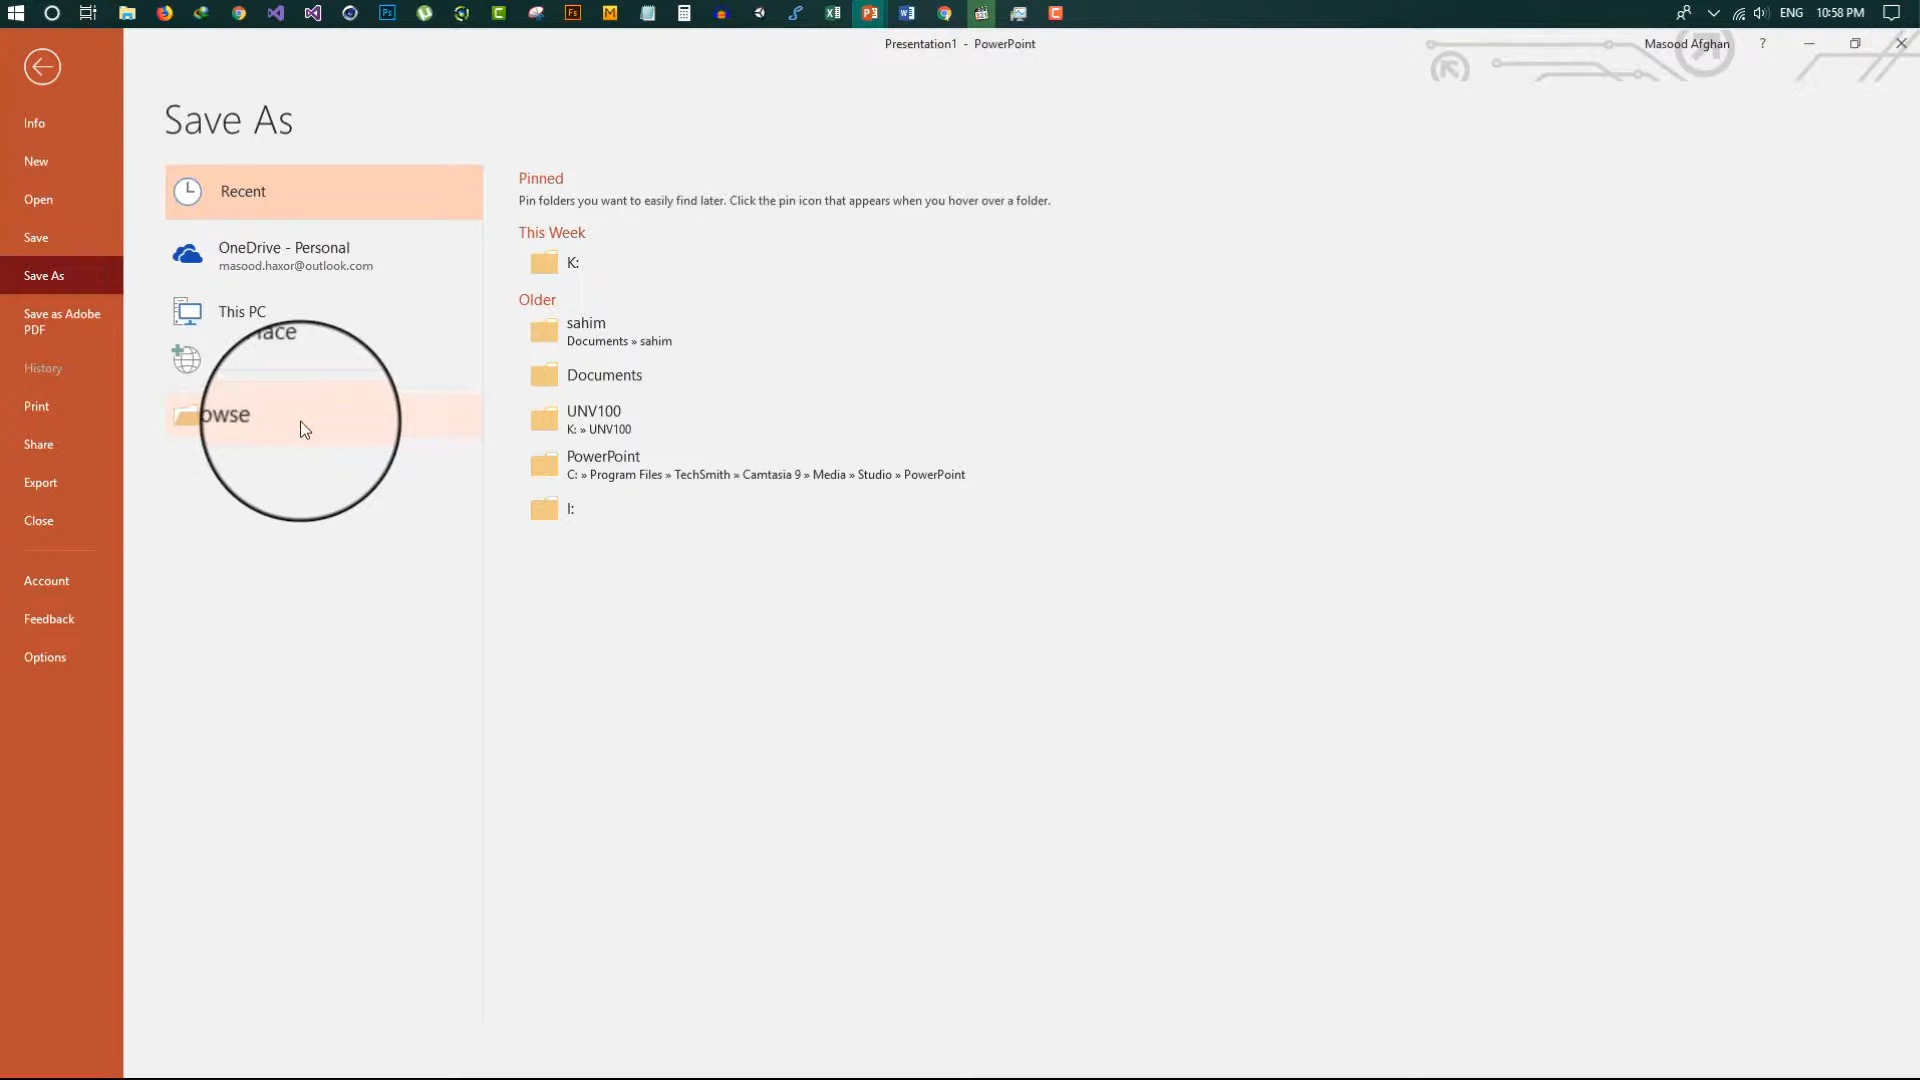 ENG 10:58 PM
Presentation1 - PowerPoint
Masood Afghan ?
Info
New
Open
Save
Save As
Save as Adobe
PDF
History
Print
Share
Export
Close
Account
Feedback
Options
Save As
Recent
OneDrive - Personal
masood.haxor@outlook.com
This PC
lace
owse
Pinned
Pin folders you want to easily find later. Click the pin icon that appears when you hover over a folder.
This Week
K:
Older
sahim
Documents » sahim
Documents
UNV100
K: » UNV100
PowerPoint
C: » Program Files » TechSmith » Camtasia 9 » Media » Studio » PowerPoint
I: